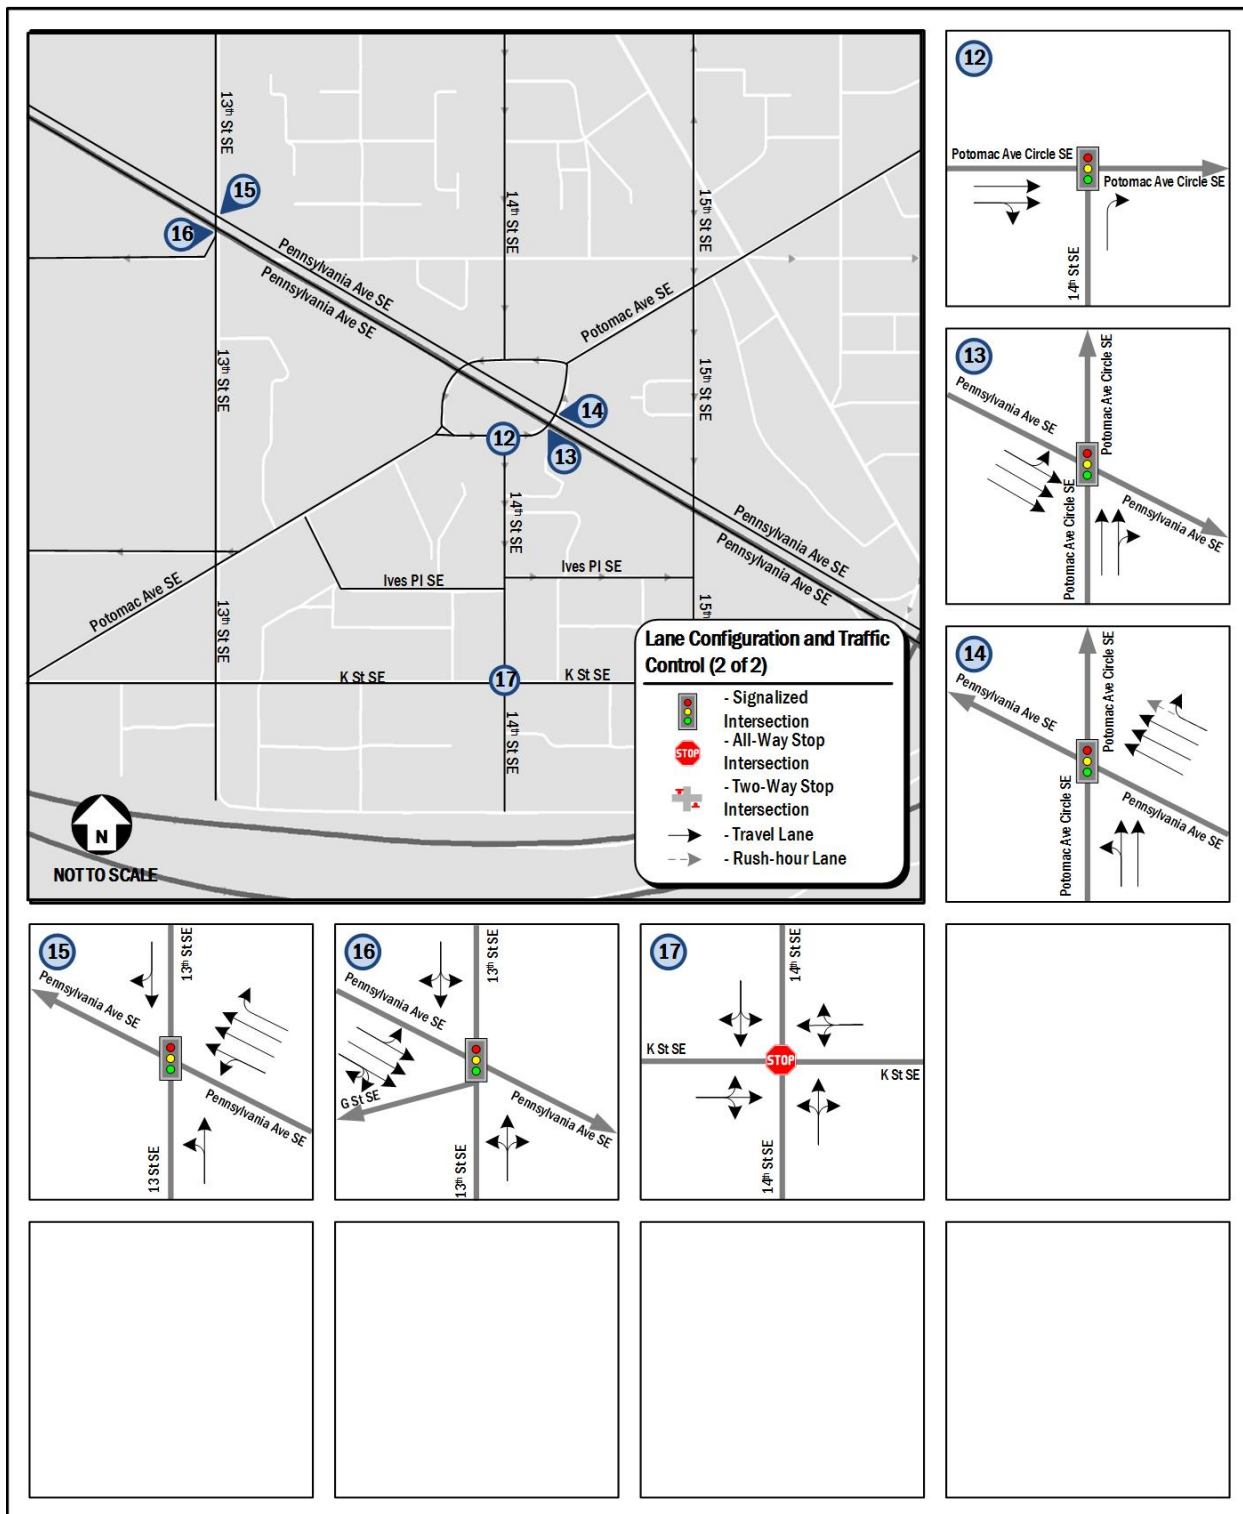 13th St SE
14th St SE
15th St SE
15
16
Pennsylvania Ave SE
Pennsylvania Ave SE
Potomac Ave SE
13th St SE
15th St SE
14
12
13
14th St SE
Pennsylvania Ave SE
Pennsylvania Ave SE
Ives Pl SE
Ives Pl SE
Potomac Ave SE
13th St SE
15th
K St SE
17
K St SE
14th St SE
N
NOT TO SCALE
Lane Configuration and Traffic
Control (2 of 2)
- Signalized
Intersection
STOP
- All-Way Stop
Intersection
- Two-Way Stop
Intersection
- Travel Lane
- Rush-hour Lane
12
Potomac Ave Circle SE
Potomac Ave Circle SE
14th St SE
13
Potomac Ave Circle SE
Pennsylvania Ave SE
Potomac Ave Circle SE
Pennsylvania Ave SE
14
Potomac Ave Circle SE
Pennsylvania Ave SE
Potomac Ave Circle SE
Pennsylvania Ave SE
15
13th St SE
Pennsylvania Ave SE
Pennsylvania Ave SE
13 St SE
16
13th St SE
Pennsylvania Ave SE
G St SE
Pennsylvania Ave SE
13th St SE
17
14th St SE
K St SE
STOP
K St SE
14th St SE